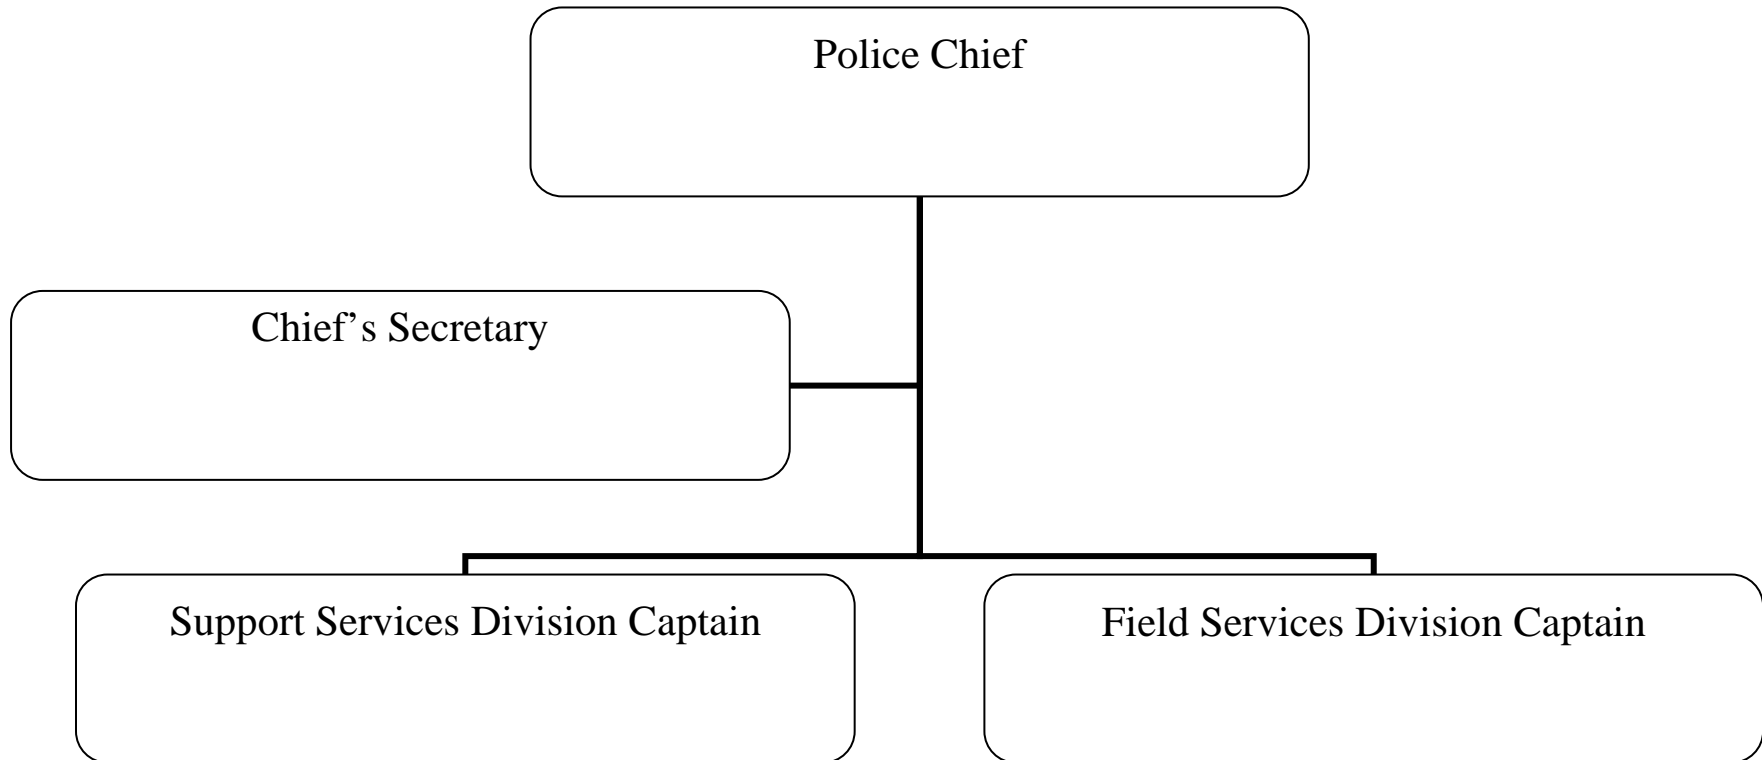 Police Chief
Chief’s Secretary
Support Services Division Captain
Field Services Division Captain